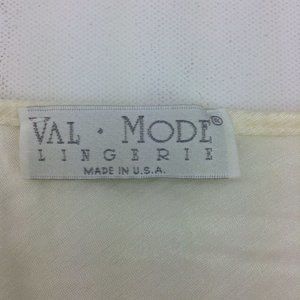 VAL · MODE®
LINGERIE
MADE IN U.S.A.